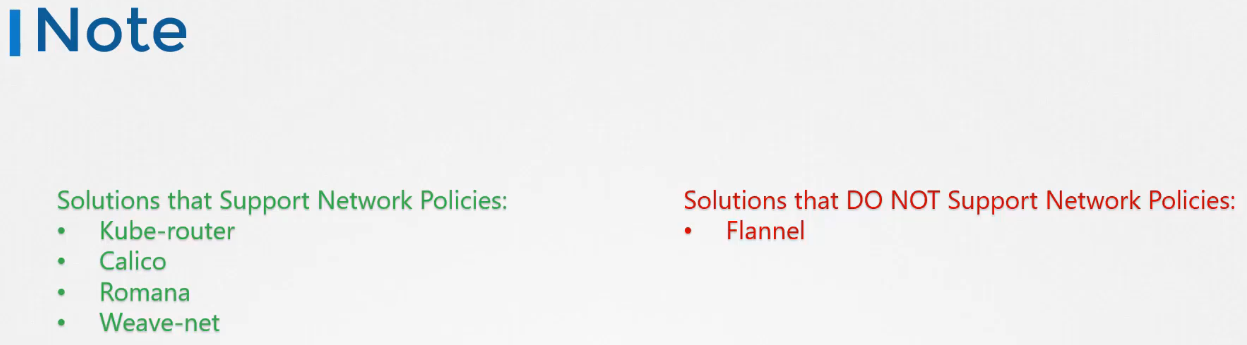 Note
Solutions that Support Network Policies:
• Kube-router
• Calico
• Romana
• Weave-net
Solutions that DO NOT Support Network Policies:
• Flannel